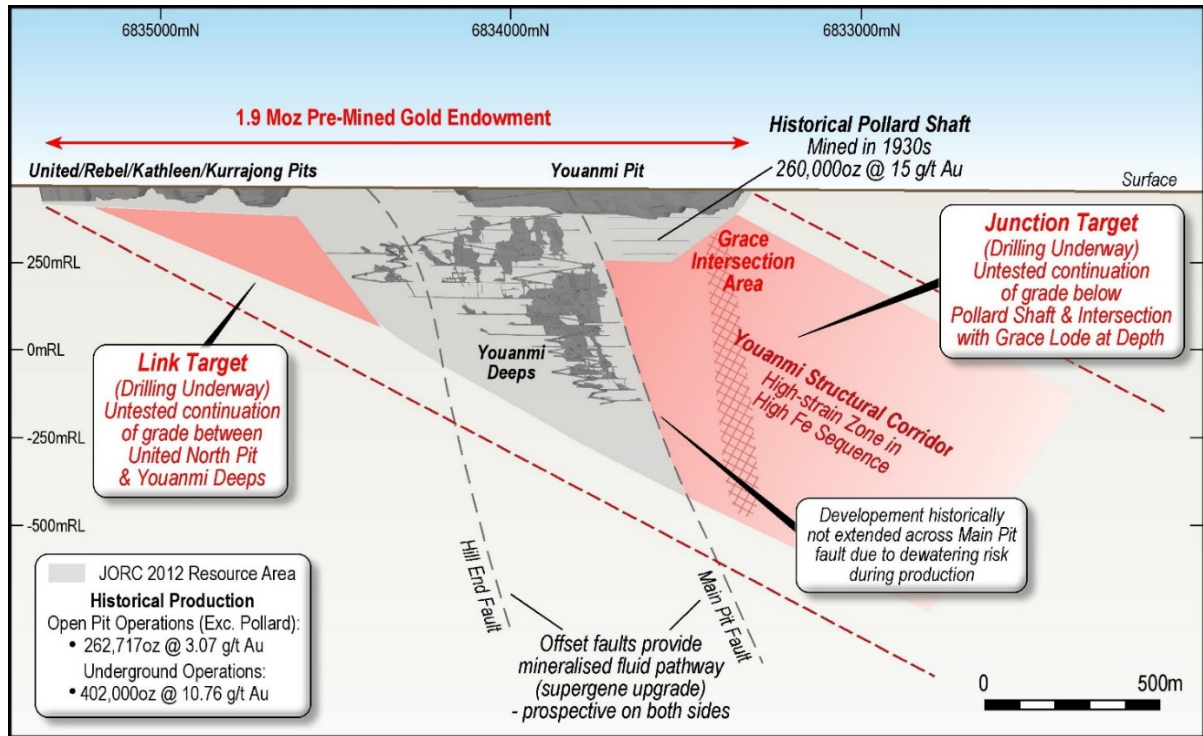 6835000mN
6834000mN
6833000mN
1.9 Moz Pre-Mined Gold Endowment
Historical Pollard Shaft
Mined in 1930s
260,000oz @ 15 g/t Au
United/Rebel/Kathleen/Kurrajong Pits
Youanmi Pit
Surface
250mRL
0mRL
-250mRL
-500mRL
Grace
Intersection
Area
Junction Target
(Drilling Underway)
Untested continuation
of grade below
Pollard Shaft & Intersection
with Grace Lode at Depth
Link Target
(Drilling Underway)
Untested continuation
of grade between
United North Pit
& Youanmi Deeps
Youanmi
Deeps
Youanmi Structural Corridor
High-strain Zone in
High Fe Sequence
Developement historically
not extended across Main Pit
fault due to dewatering risk
during production
Hill End Fault
Main Pit Fault
Offset faults provide
mineralised fluid pathway
(supergene upgrade)
- prospective on both sides
JORC 2012 Resource Area
Historical Production
Open Pit Operations (Exc. Pollard):
• 262,717oz @ 3.07 g/t Au
Underground Operations:
• 402,000oz @ 10.76 g/t Au
0
500m